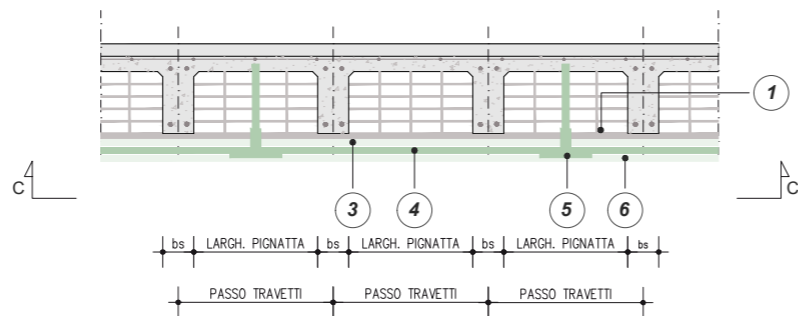 1
C
C
3
4
5
6
bs LARGH. PIGNATTA bs LARGH. PIGNATTA bs LARGH. PIGNATTA bs
PASSO TRAVETTI PASSO TRAVETTI PASSO TRAVETTI